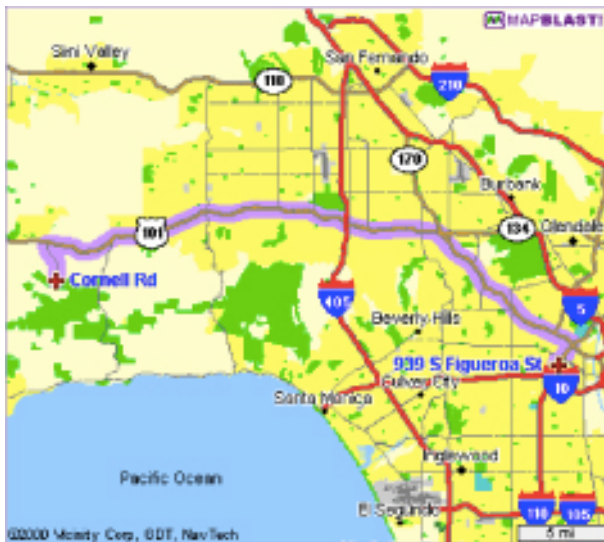 MAPBLAST!
Simi Valley
San Fernando
118
210
170
Burbank
101
134
Glendale
Cornell Rd
405
5
Beverly Hills
939 S Figueroa St
Culver City
10
Santa Monica
Inglewood
Pacific Ocean
El Segundo
110
105
©2000 Vicinity Corp, GDT, NavTech
5 mi